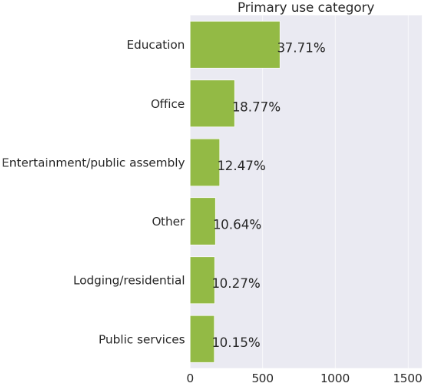 Primary use category
Education
37.71%
Office
18.77%
Entertainment/public assembly
12.47%
Other
10.64%
Lodging/residential
10.27%
Public services
10.15%
0 500 1000 1500